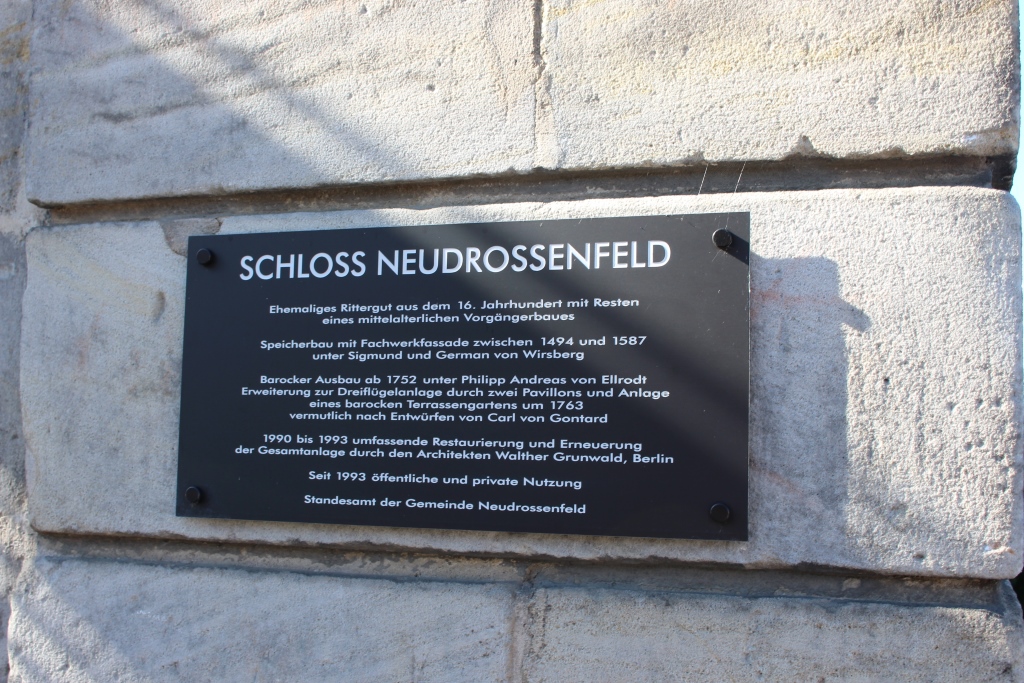 SCHLOSS NEUDROSSENFELD
Ehemaliges Rittergut aus dem 16. Jahrhundert mit Resten
eines mittelalterlichen Vorgängerbaues
Speicherbau mit Fachwerkfassade zwischen 1494 und 1587
unter Sigmund und German von Wirsberg
Barocker Ausbau ab 1752 unter Philipp Andreas von Ellrodt
Erweiterung zur Dreiflügelanlage durch zwei Pavillons und Anlage
eines barocken Terrassengartens um 1763
vermutlich nach Entwürfen von Carl von Gontard
1990 bis 1993 umfassende Restaurierung und Erneuerung
der Gesamtanlage durch den Architekten Walther Grunwald, Berlin
Seit 1993 öffentliche und private Nutzung
Standesamt der Gemeinde Neudrossenfeld